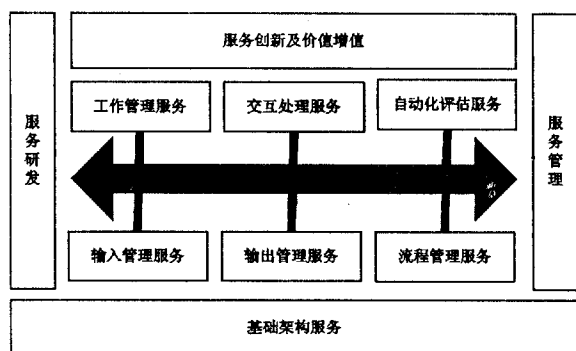 服务创新及价值增值
服务研发
工作管理服务
交互处理服务
自动化评估服务
服务管理
输入管理服务
输出管理服务
流程管理服务
基础架构服务